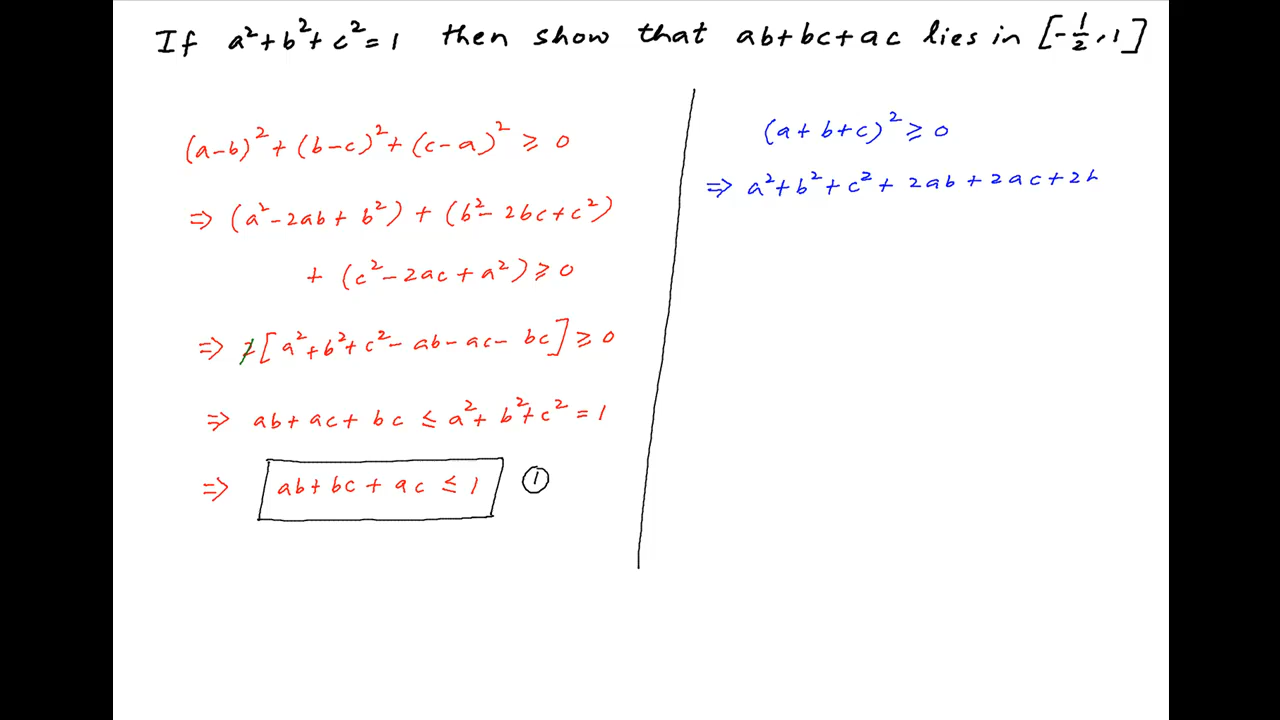 If a²+b²+c²=1 then show that ab+bc+ac lies in [-1/2, 1]
(a-b)²+(b-c)²+(c-a)² ≥ 0
⇒ (a²-2ab+b²)+(b²-2bc+c²)
+ (c²-2ac+a²) ≥ 0
⇒ 2[a²+b²+c²-ab-ac-bc] ≥ 0
⇒ ab+ac+bc ≤ a²+b²+c²=1
⇒ ab+bc+ac ≤ 1 ①
(a+b+c)² ≥ 0
⇒ a²+b²+c²+2ab+2ac+2